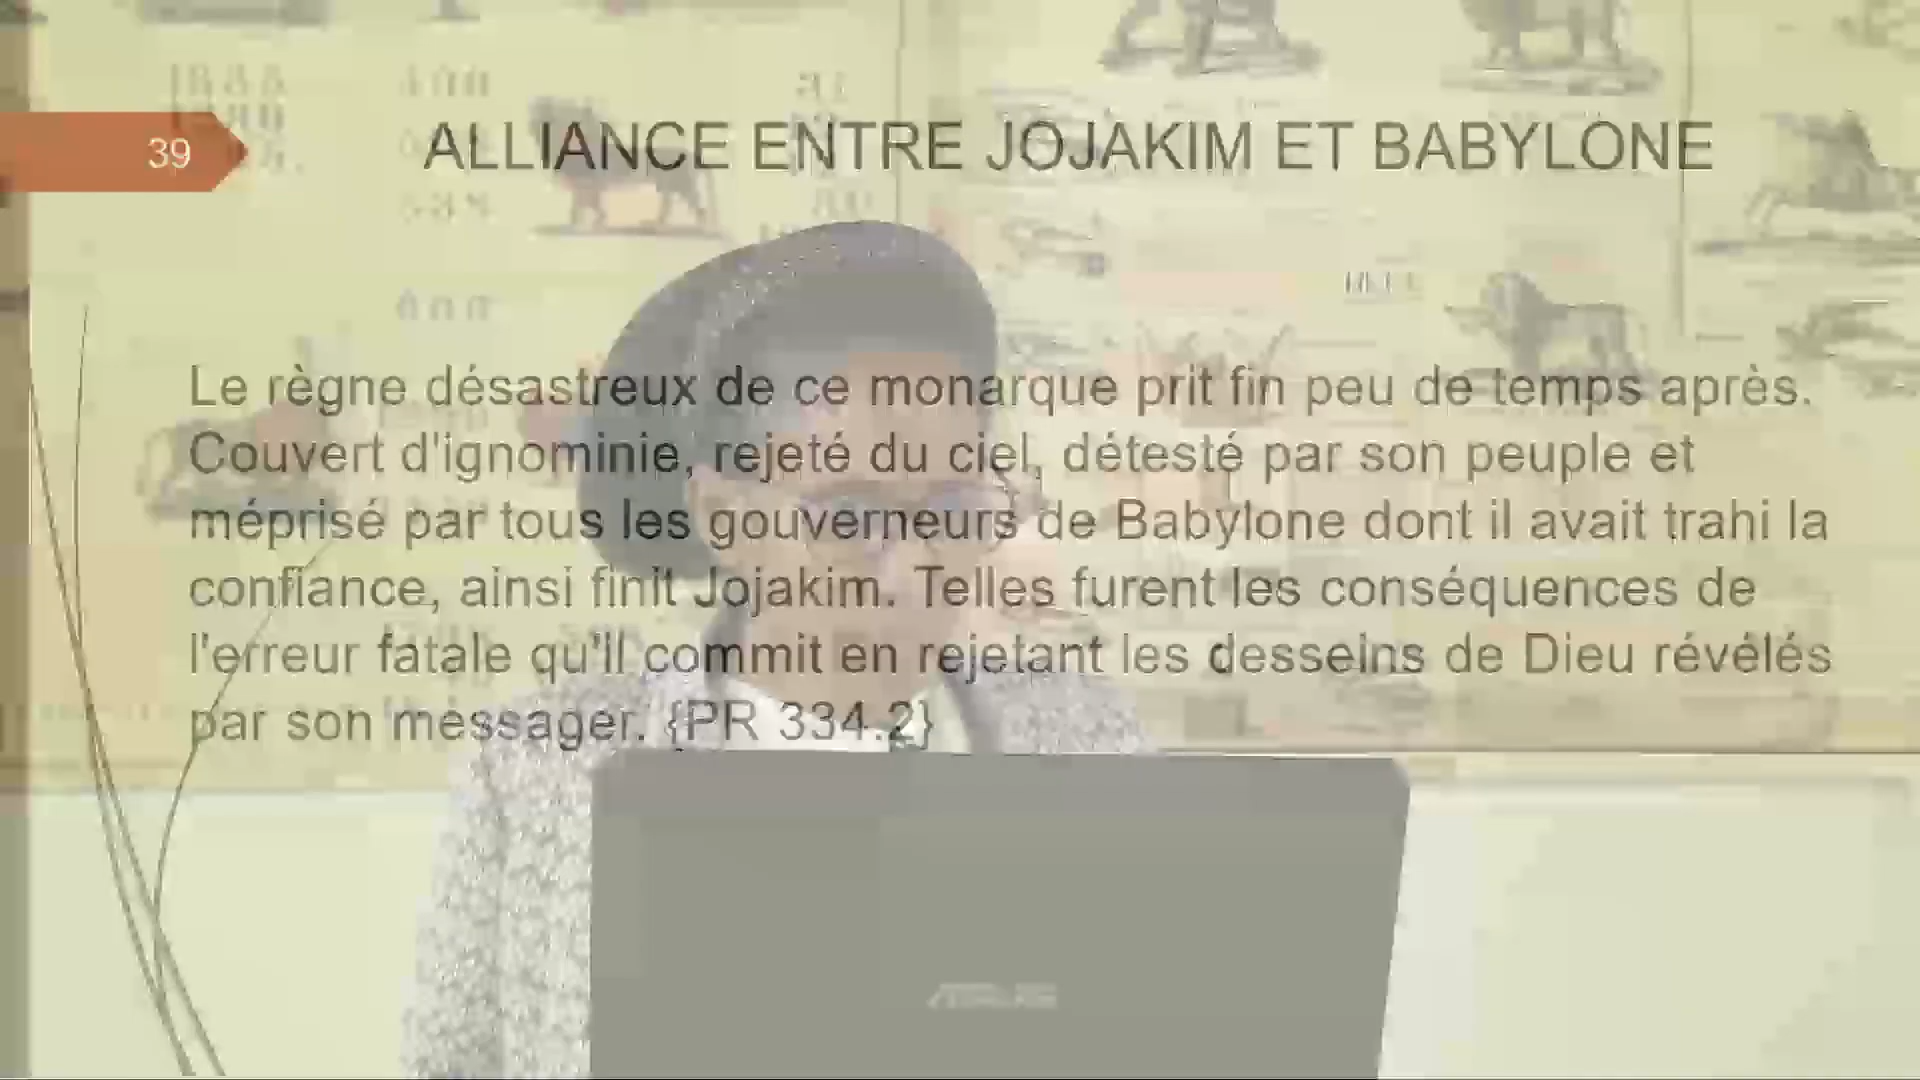 39
ALLIANCE ENTRE JOJAKIM ET BABYLONE
Le règne désastreux de ce monarque prit fin peu de temps après.
Couvert d'ignominie, rejeté du ciel, détesté par son peuple et
méprisé par tous les gouverneurs de Babylone dont il avait trahi la
confiance, ainsi finit Jojakim. Telles furent les conséquences de
l'erreur fatale qu'il commit en rejetant les desseins de Dieu révélés
par son messager. {PR 334.2}
ASUS